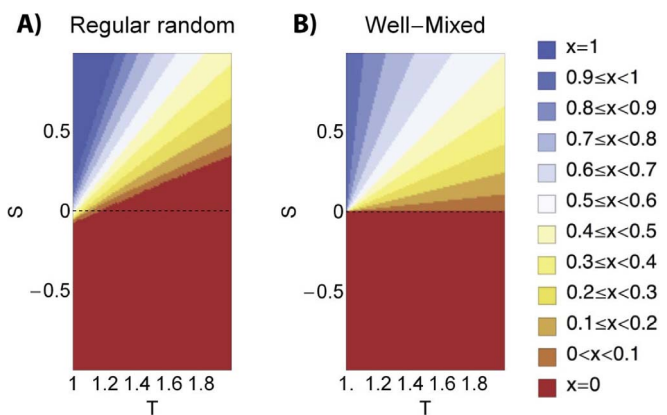 A) Regular random
B) Well–Mixed
S
0.5
0
−0.5
1 1.2 1.4 1.6 1.8
T
S
0.5
0
−0.5
1. 1.2 1.4 1.6 1.8
T
x=1
0.9≤x<1
0.8≤x<0.9
0.7≤x<0.8
0.6≤x<0.7
0.5≤x<0.6
0.4≤x<0.5
0.3≤x<0.4
0.2≤x<0.3
0.1≤x<0.2
0<x<0.1
x=0